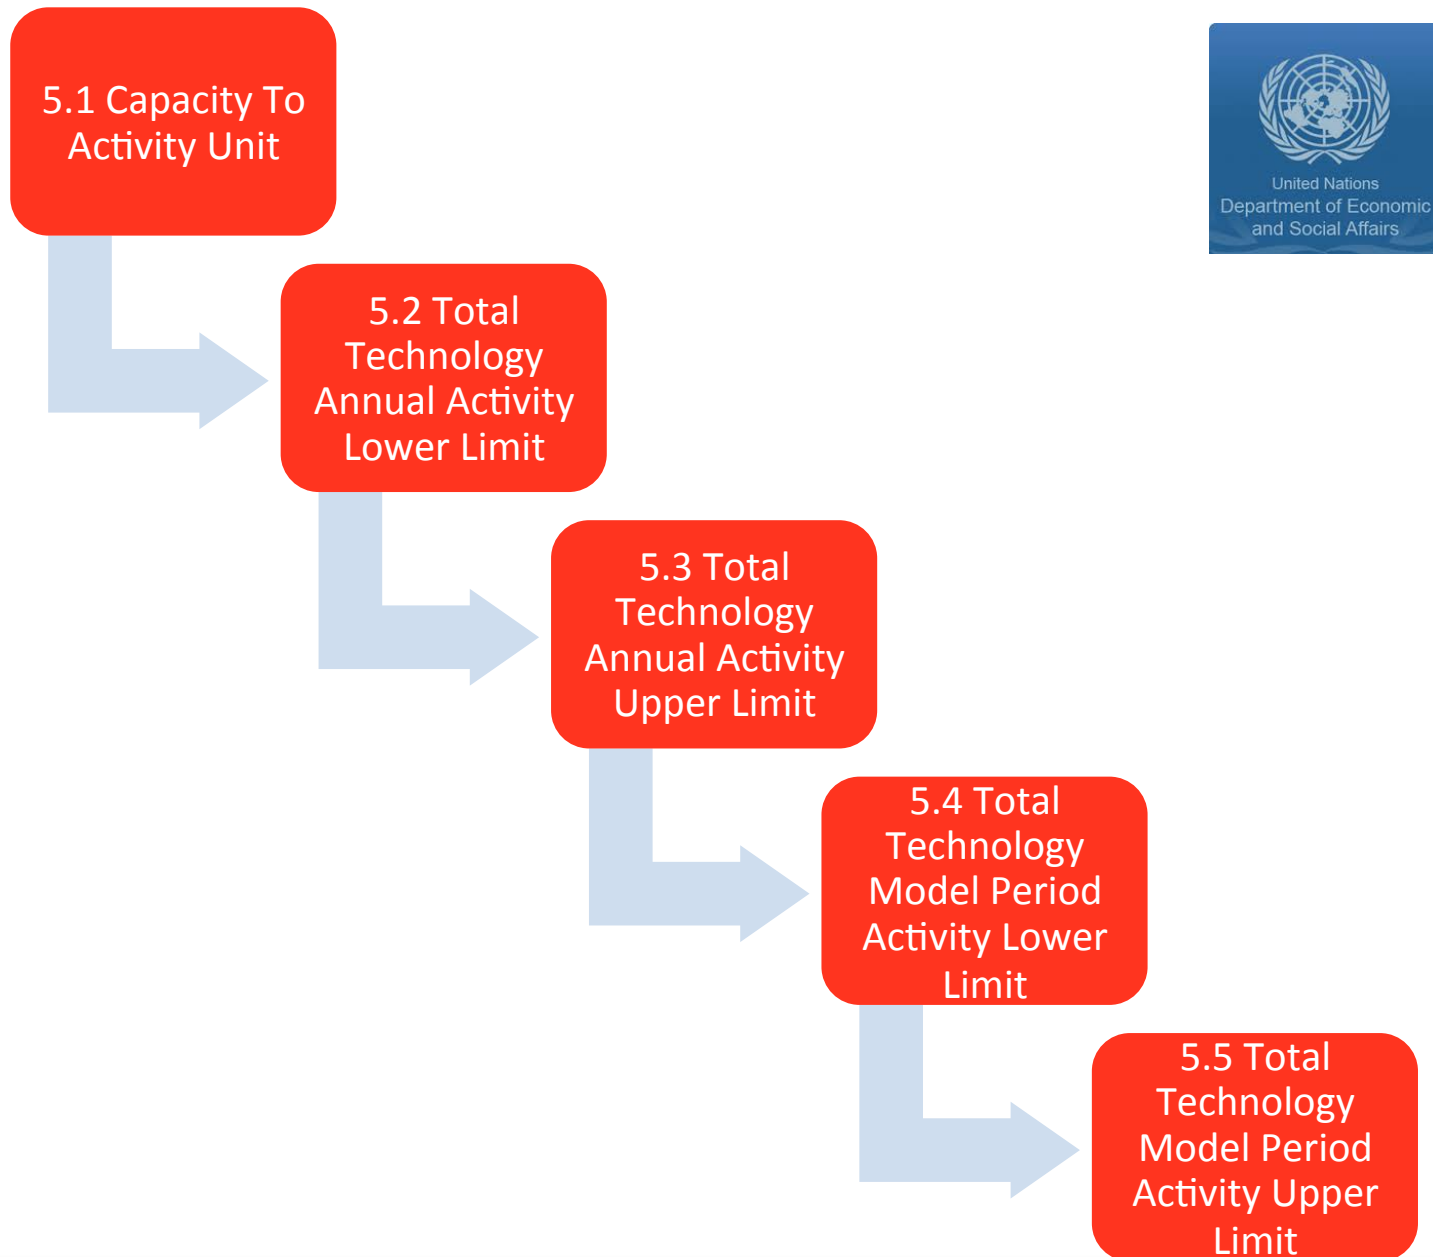 5.1 Capacity To
Activity Unit
United Nations
Department of Economic
and Social Affairs
5.2 Total
Technology
Annual Activity
Lower Limit
5.3 Total
Technology
Annual Activity
Upper Limit
5.4 Total
Technology
Model Period
Activity Lower
Limit
5.5 Total
Technology
Model Period
Activity Upper
Limit